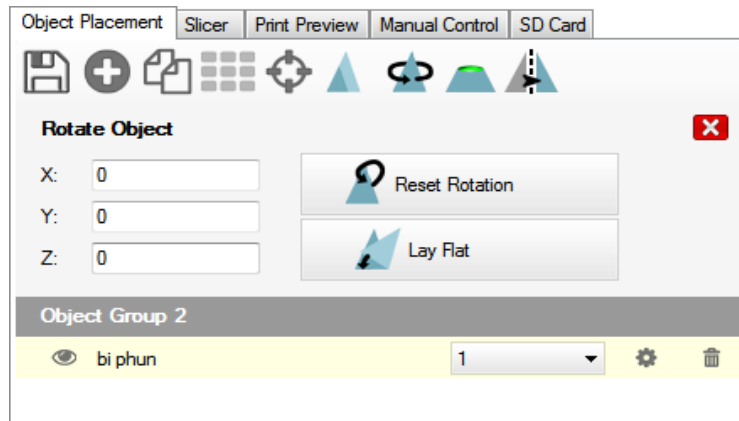 Object Placement Slicer Print Preview Manual Control SD Card
Rotate Object
X: 0 Reset Rotation
Y: 0
Z: 0 Lay Flat
Object Group 2
bi phun 1